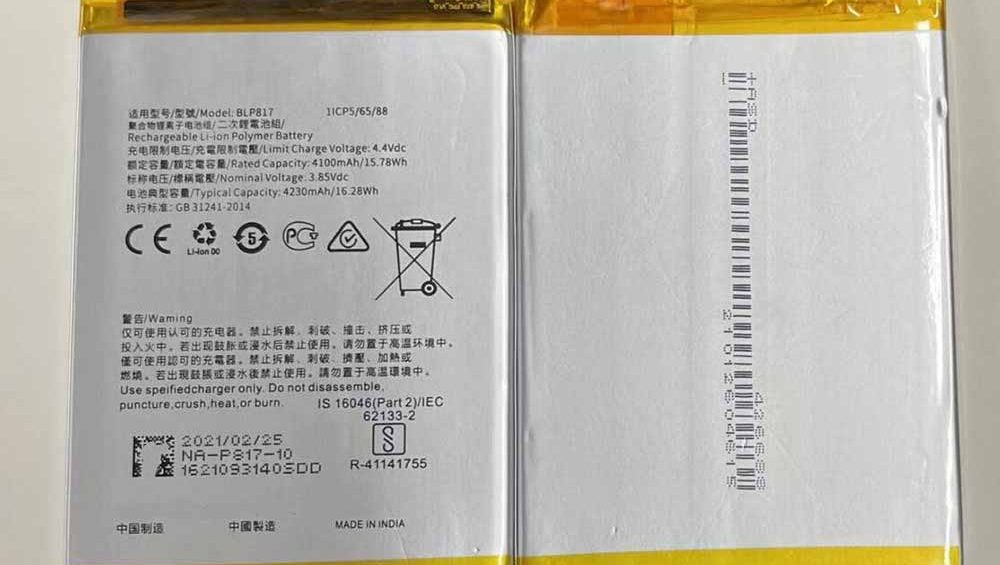 适用型号/型號/Model: BLP817 1ICP5/65/88
聚合物锂离子电池组/二次鋰電池組/
Rechargeable Li-ion Polymer Battery
充电限制电压/充電限制電壓/Limit Charge Voltage: 4.4Vdc
额定容量/額定電容量/Rated Capacity: 4100mAh/15.78Wh
标称电压/標稱電壓/Nominal Voltage: 3.85Vdc
电池典型容量/Typical Capacity: 4230mAh/16.28Wh
执行标准: GB 31241-2014
CE
Li-ion 00
5
警告/Waming
仅可使用认可的充电器。禁止拆解、刺破、撞击、挤压或
投入火中。若出现鼓胀或浸水后禁止使用。请勿置于高温环境中。
僅可使用認可的充電器。禁止拆解、刺破、擠壓、加熱或
燃燒。若出現鼓脹或浸水後禁止使用。請勿置于高溫環境中。
Use speifiedcharger only. Do not disassemble,
puncture,crush,heat,or burn.
IS 16046(Part 2)/IEC
62133-2
R-41141755
2021/02/25
NA-P817-10
1621093140SDD
中国制造 中國製造 MADE IN INDIA